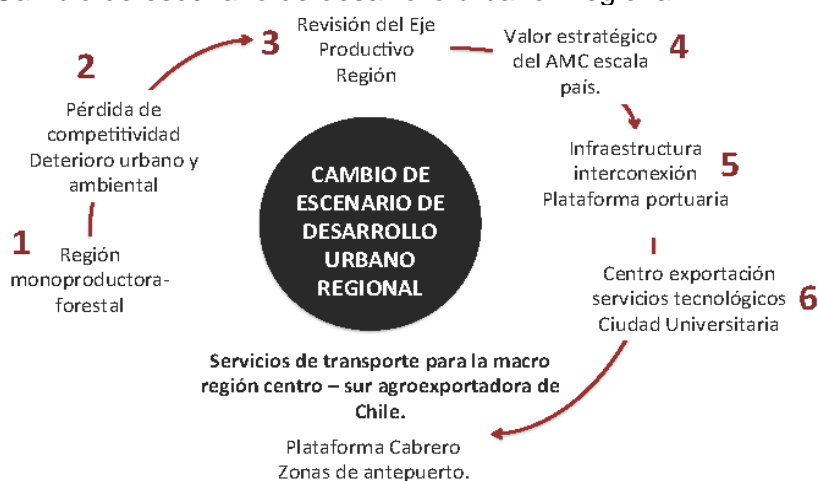 1
Región
monoproductora-
forestal
2
Pérdida de
competitividad
Deterioro urbano y
ambiental
3
Revisión del Eje
Productivo
Región
Valor estratégico
del AMC escala
país.
4
Infraestructura
interconexión
Plataforma portuaria
5
Centro exportación
servicios tecnológicos
Ciudad Universitaria
6
CAMBIO DE
ESCENARIO DE
DESARROLLO
URBANO
REGIONAL
Servicios de transporte para la macro
región centro – sur agroexportadora de
Chile.
Plataforma Cabrero
Zonas de antepuerto.